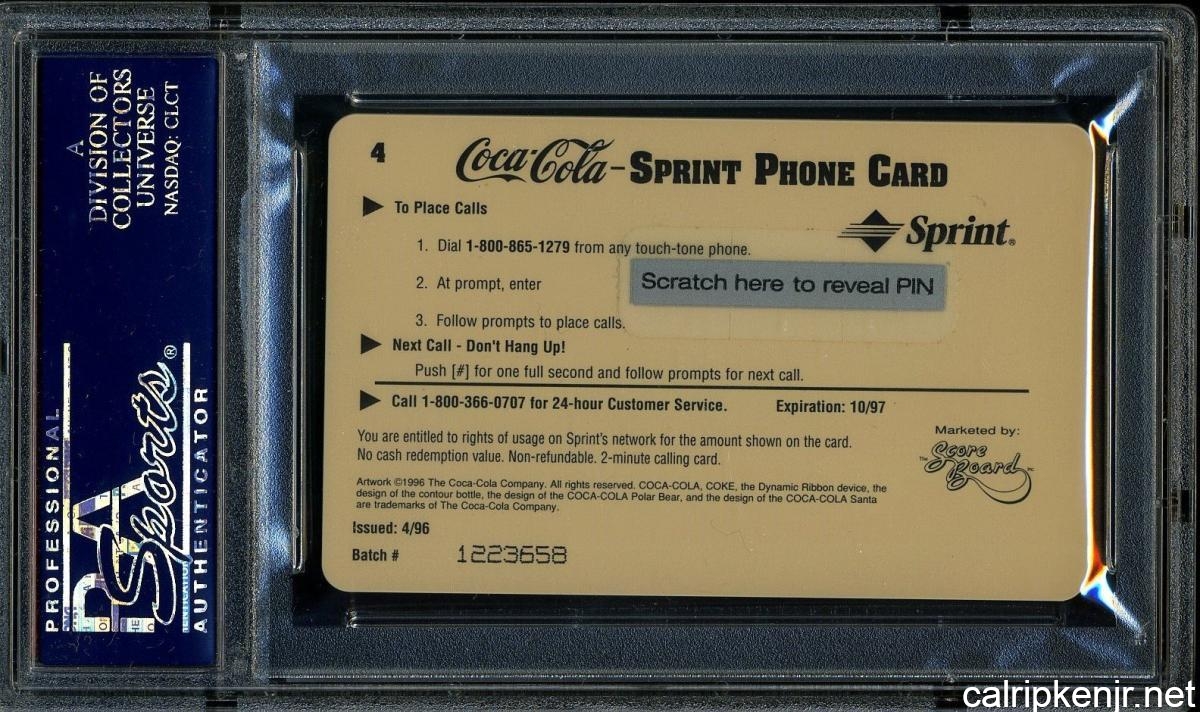 A
DIVISION OF
COLLECTORS
UNIVERSE
NASDAQ: CLCT
PROFESSIONAL
PSA
Sports®
AUTHENTICATOR
4
Coca-Cola-SPRINT PHONE CARD
Sprint®
To Place Calls
1. Dial 1-800-865-1279 from any touch-tone phone.
2. At prompt, enter
Scratch here to reveal PIN
3. Follow prompts to place calls.
Next Call - Don't Hang Up!
Push [#] for one full second and follow prompts for next call.
Call 1-800-366-0707 for 24-hour Customer Service. Expiration: 10/97
You are entitled to rights of usage on Sprint's network for the amount shown on the card.
No cash redemption value. Non-refundable. 2-minute calling card.
Marketed by:
The Score
Board Inc
Artwork ©1996 The Coca-Cola Company. All rights reserved. COCA-COLA, COKE, the Dynamic Ribbon device, the
design of the contour bottle, the design of the COCA-COLA Polar Bear, and the design of the COCA-COLA Santa
are trademarks of The Coca-Cola Company.
Issued: 4/96
Batch # 1223658
calripkenjr.net